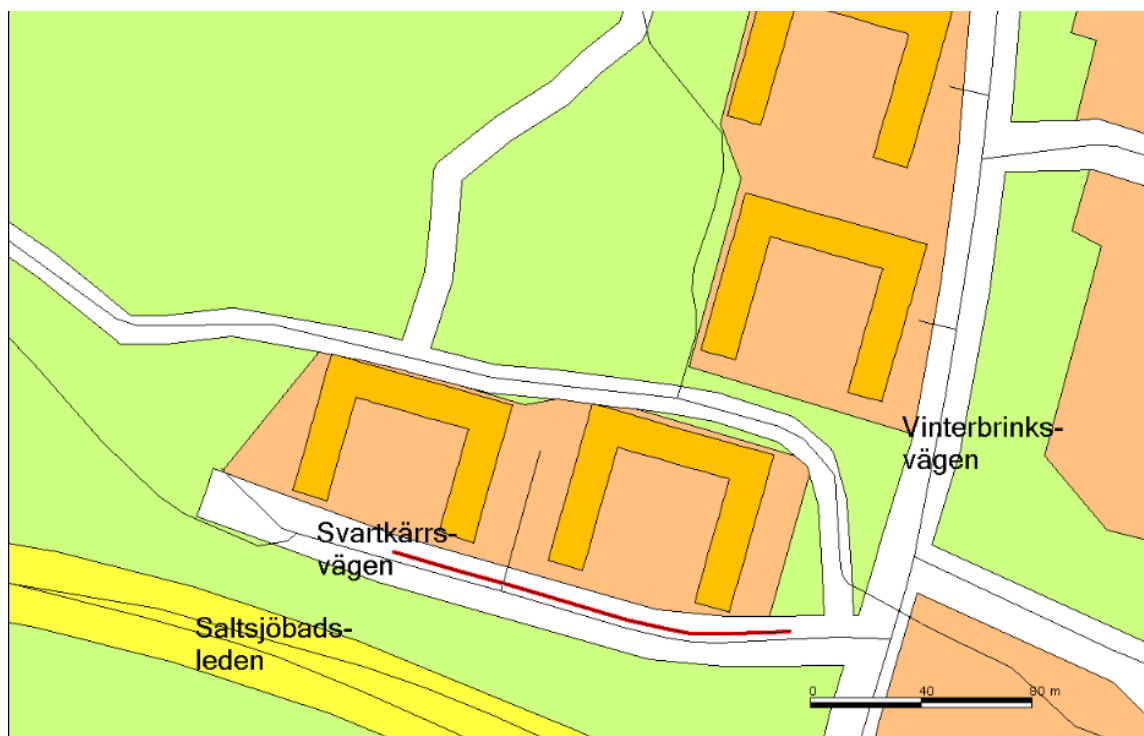 Vinterbrinks-
vägen
Svartkärrs-
vägen
Saltsjöbads-
leden
0 40 80 m